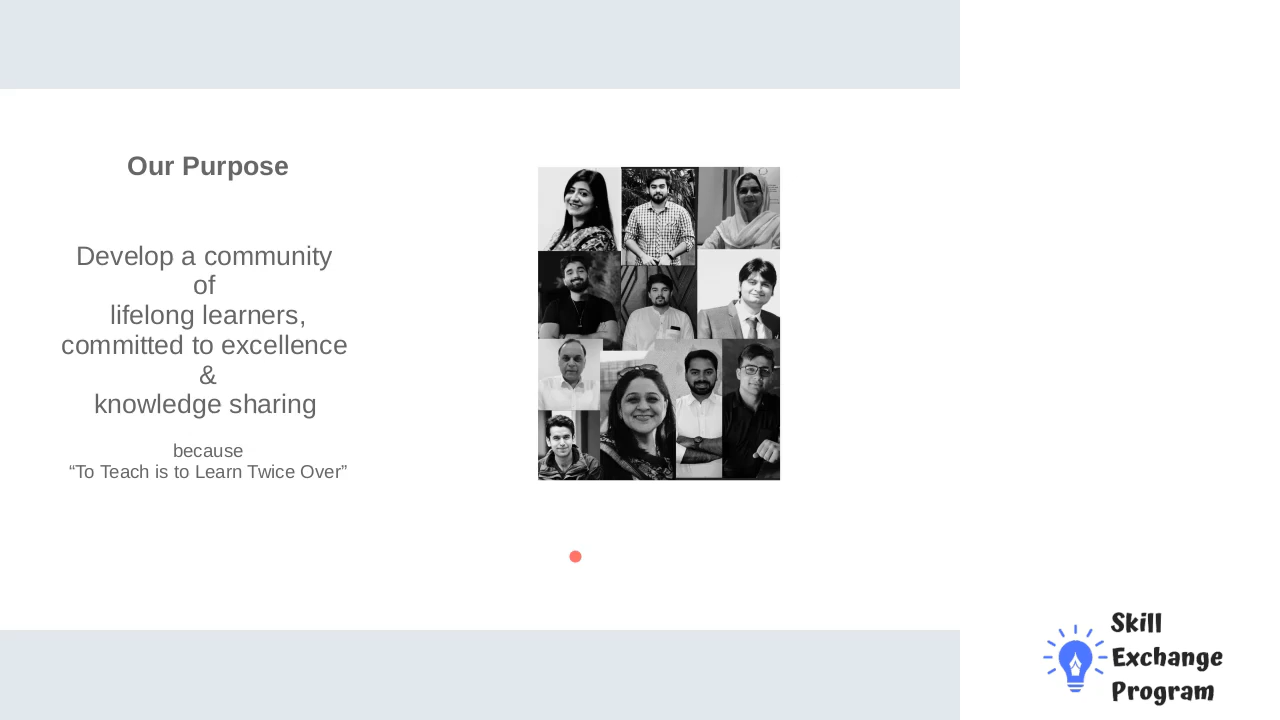 Our Purpose
Develop a community
of
lifelong learners,
committed to excellence
&
knowledge sharing
because
“To Teach is to Learn Twice Over”
Skill
Exchange
Program